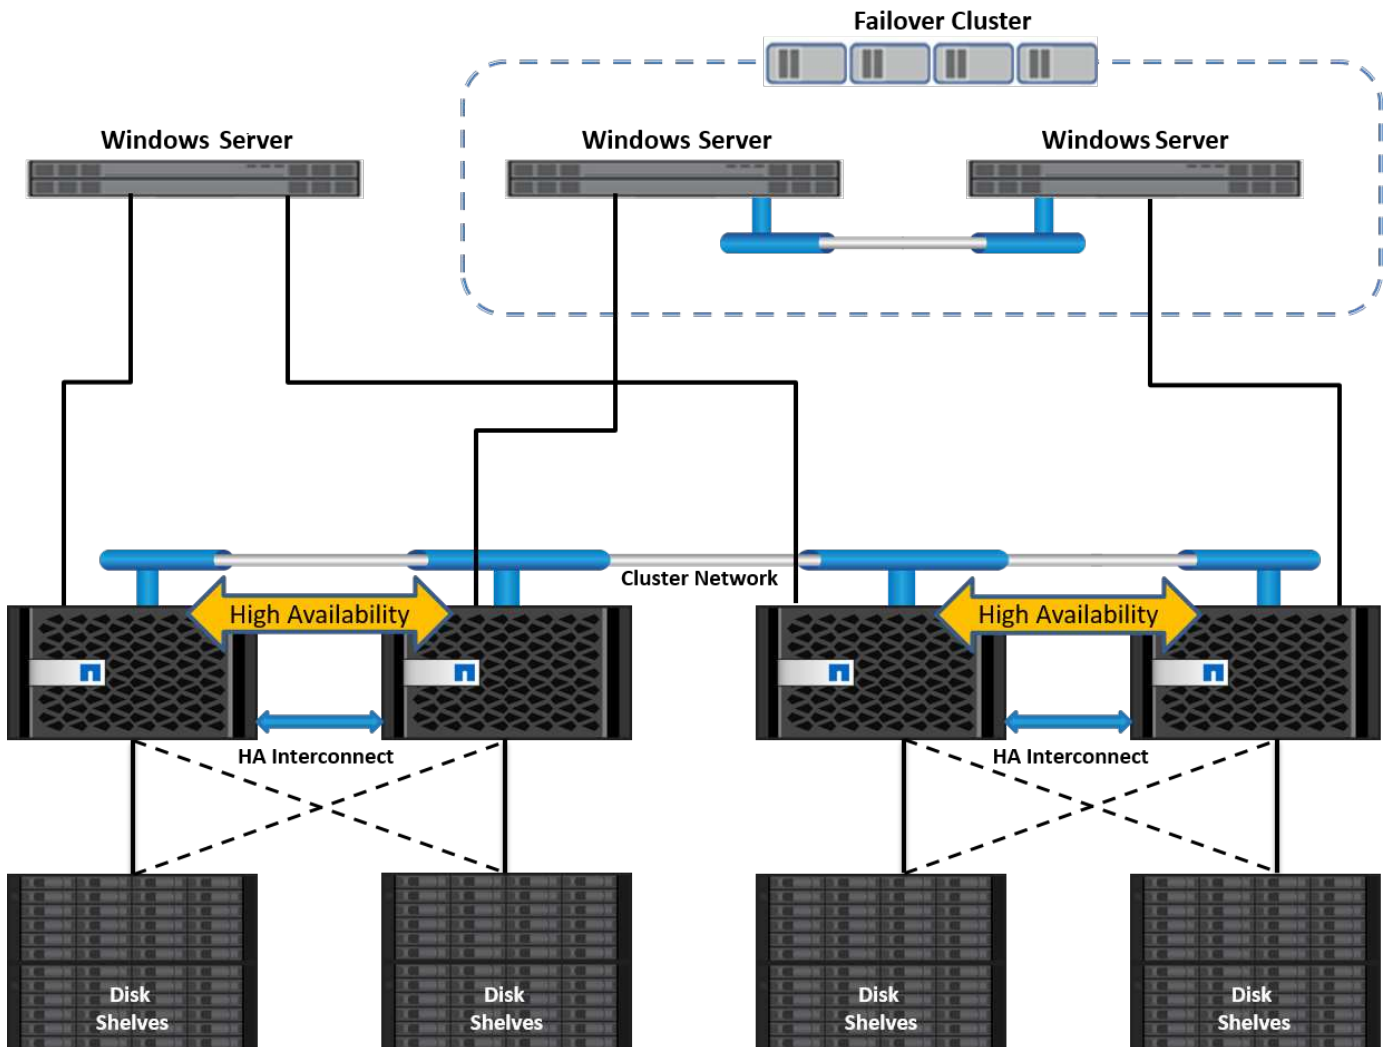 Failover Cluster
Windows Server
Windows Server
Windows Server
Cluster Network
High Availability
High Availability
HA Interconnect
HA Interconnect
Disk
Shelves
Disk
Shelves
Disk
Shelves
Disk
Shelves